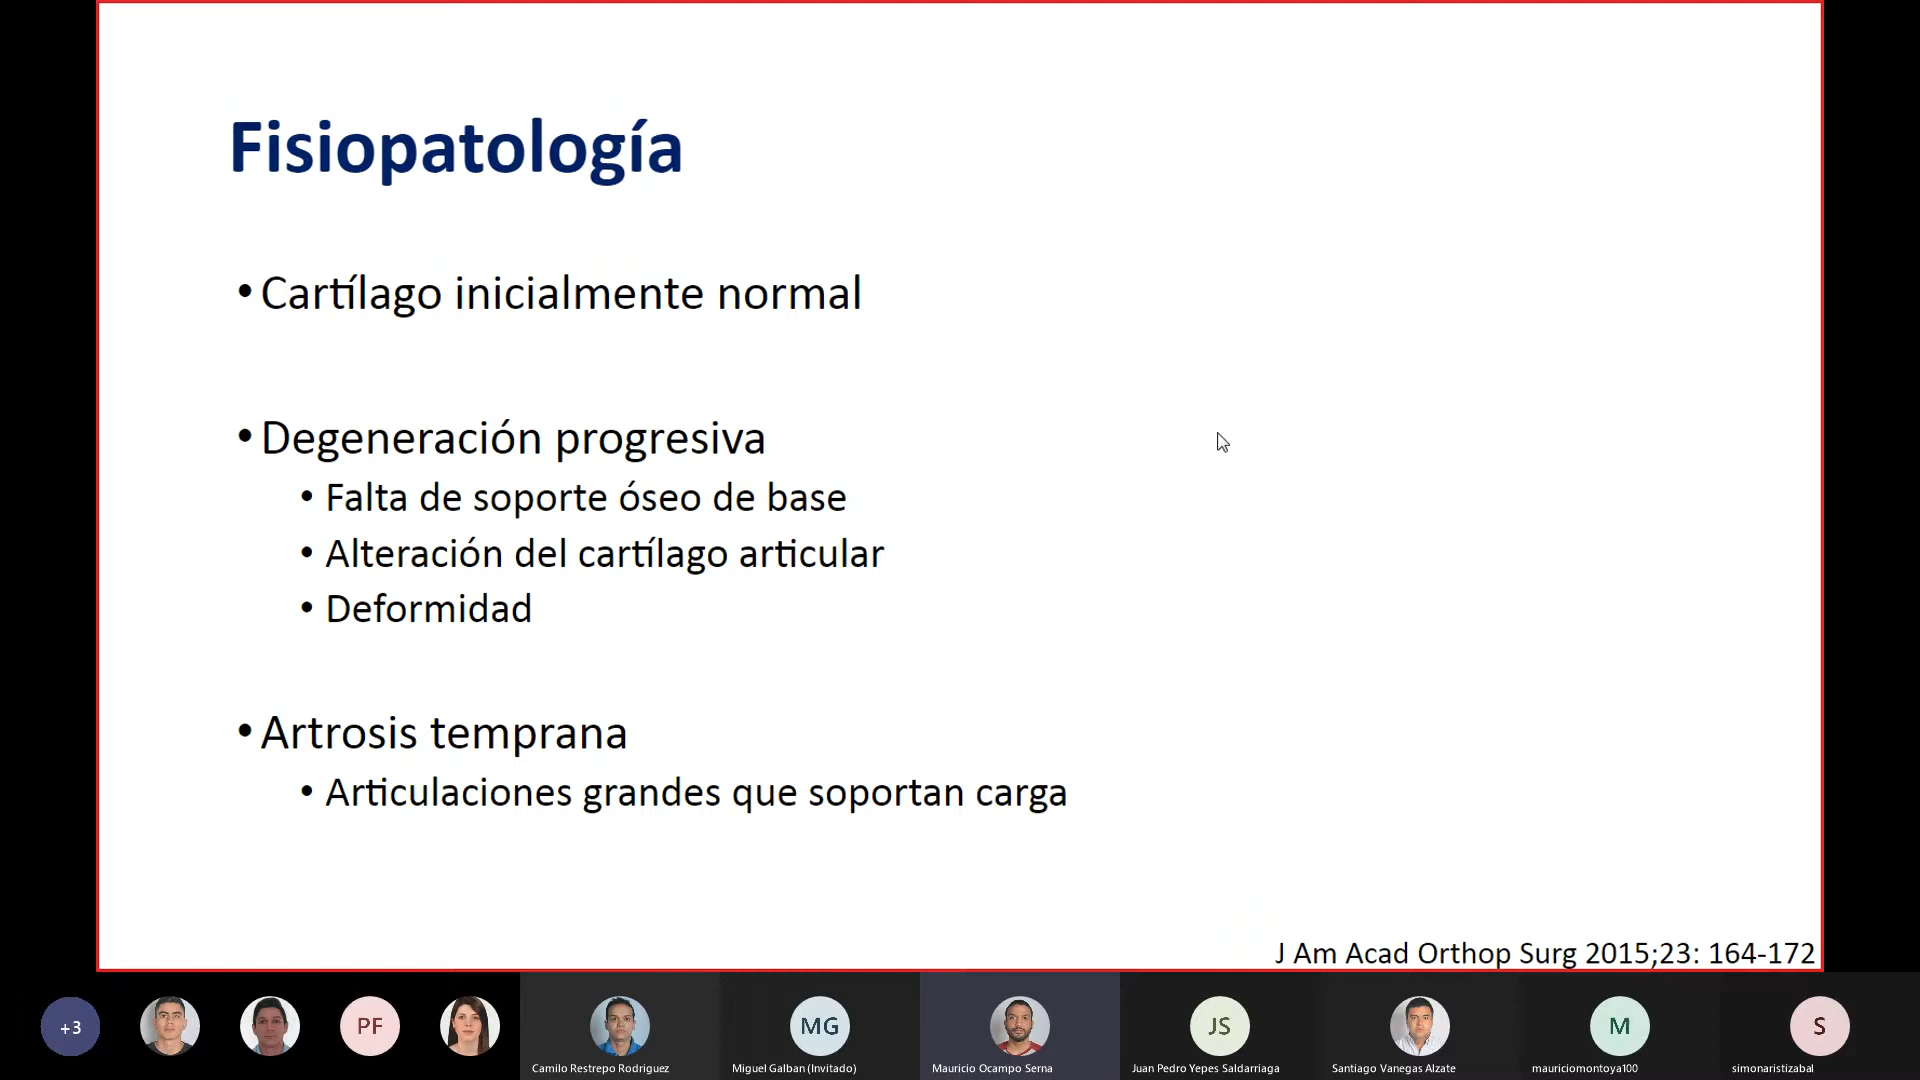 Fisiopatología
• Cartílago inicialmente normal
• Degeneración progresiva
• Falta de soporte óseo de base
• Alteración del cartílago articular
• Deformidad
• Artrosis temprana
• Articulaciones grandes que soportan carga
J Am Acad Orthop Surg 2015;23: 164-172
+3
PF
MG
JS
M
S
Camilo Restrepo Rodriguez
Miguel Galban (Invitado)
Mauricio Ocampo Serna
Juan Pedro Yepes Saldarriaga
Santiago Vanegas Alzate
mauriciomontoya100
simonaristizabal